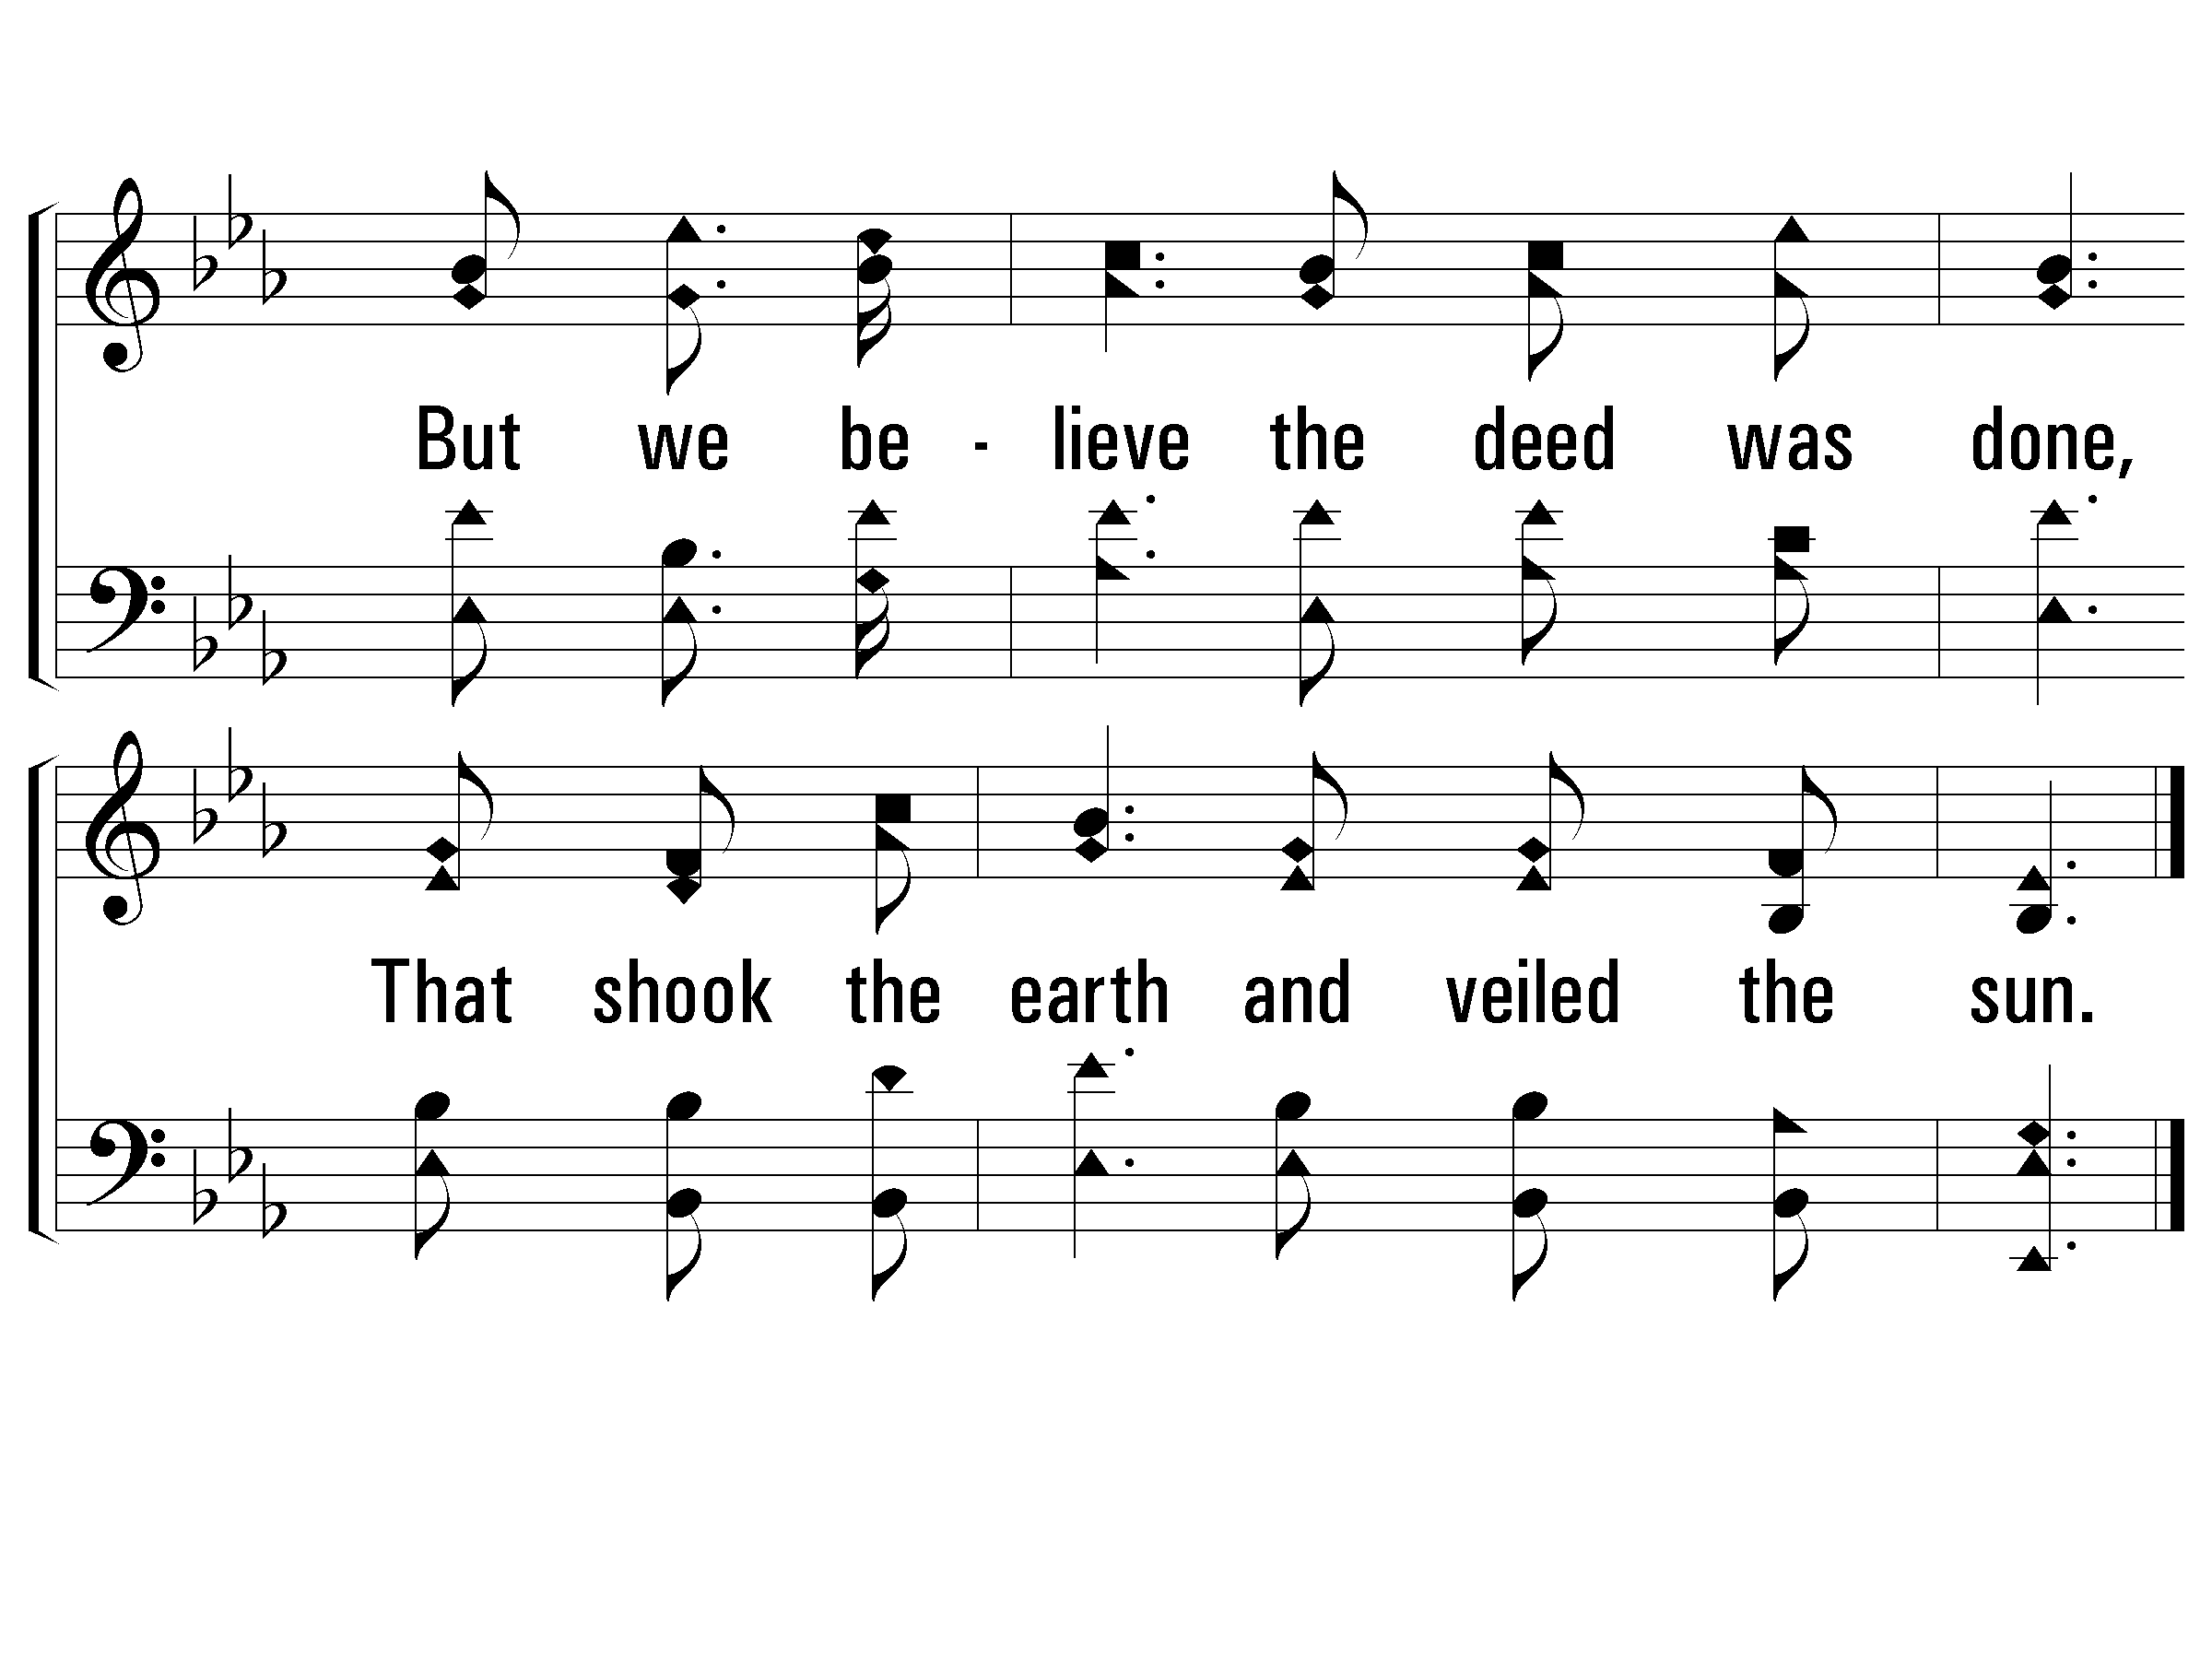 But we be - lieve the deed was done,
That shook the earth and veiled the sun.